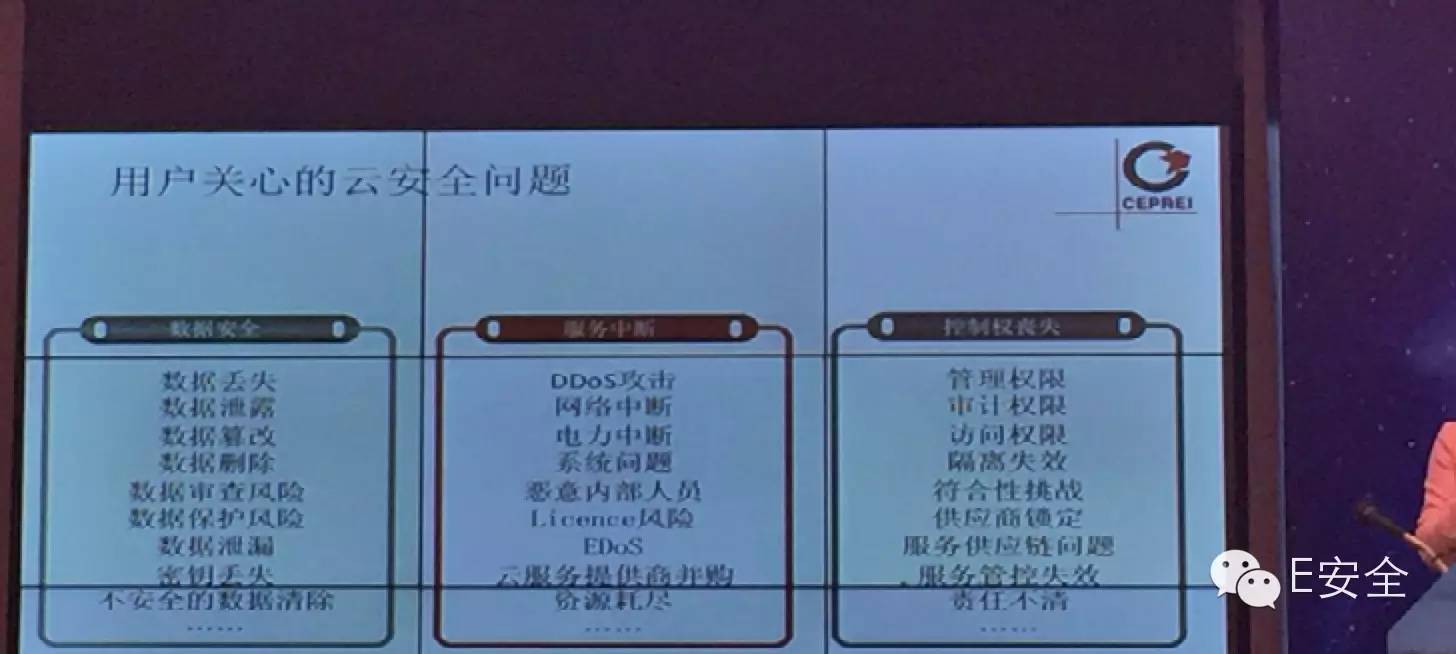 用户关心的云安全问题
CEPREI
数据安全
数据丢失
数据泄露
数据篡改
数据删除
数据审查风险
数据保护风险
数据泄漏
密钥丢失
不安全的数据清除
......
服务中断
DDoS攻击
网络中断
电力中断
系统问题
恶意内部人员
Licence风险
EDoS
云服务提供商并购
资源耗尽
......
控制权丧失
管理权限
审计权限
访问权限
隔离失效
符合性挑战
供应商锁定
服务供应链问题
服务管控失效
责任不清
......
E安全